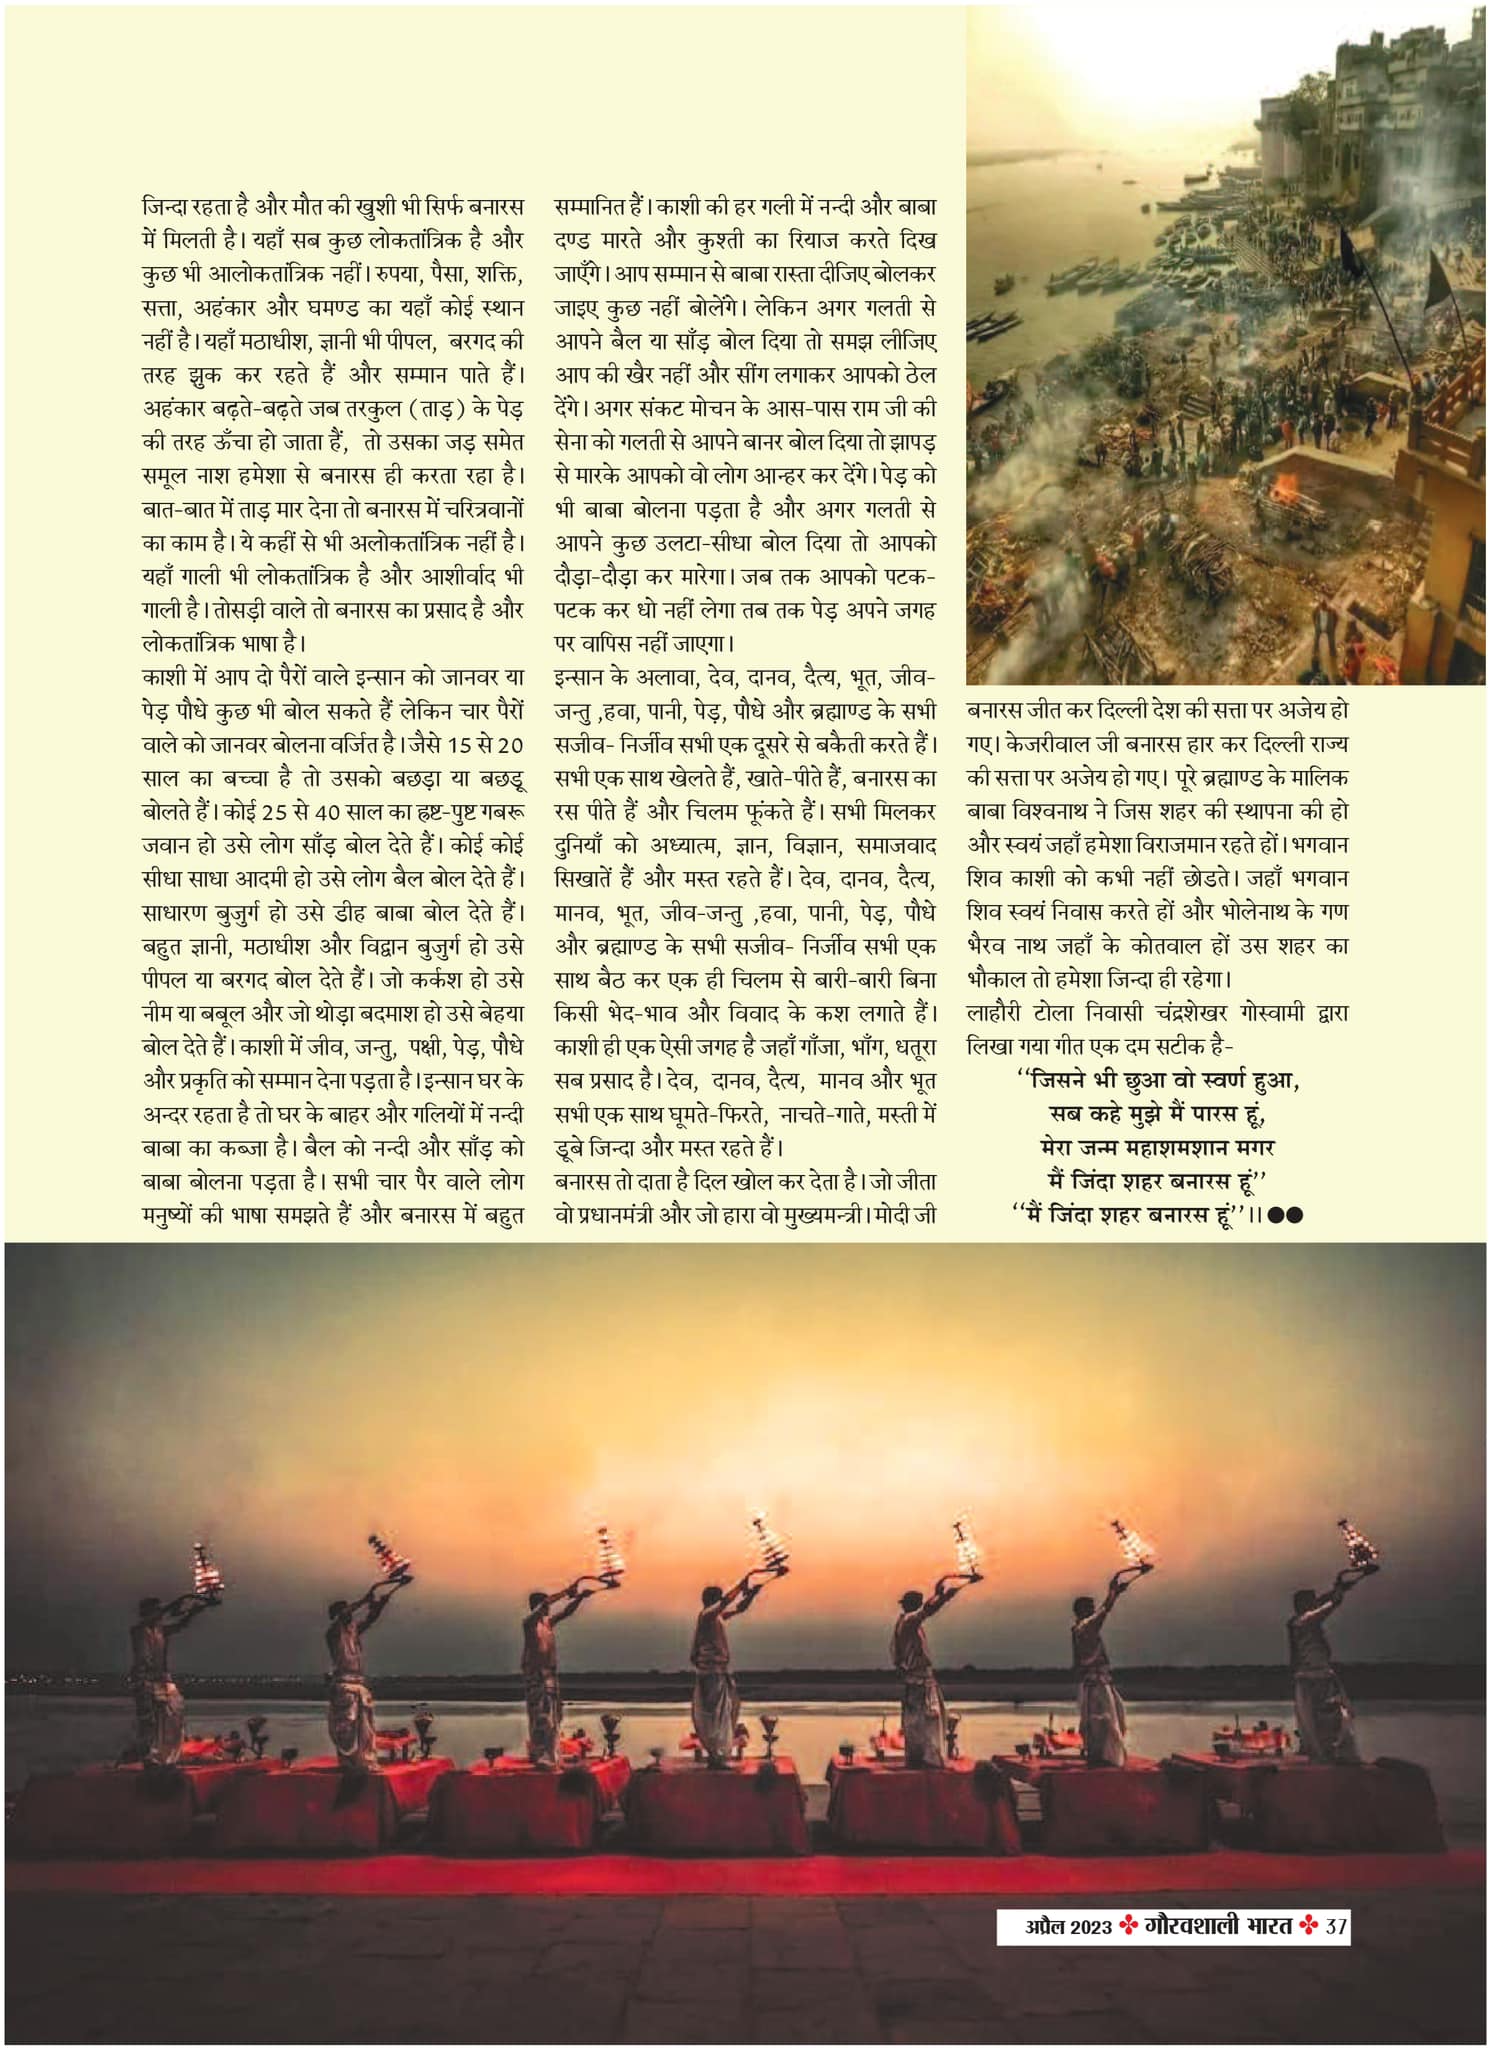 जिन्दा रहता है और मौत की खुशी भी सिर्फ बनारस
में मिलती है। यहाँ सब कुछ लोकतांत्रिक है और
कुछ भी आलोकतांत्रिक नहीं। रुपया, पैसा, शक्ति,
सत्ता, अहंकार और घमण्ड का यहाँ कोई स्थान
नहीं है। यहाँ मठाधीश, ज्ञानी भी पीपल, बरगद की
तरह झुक कर रहते हैं और सम्मान पाते हैं।
अहंकार बढ़ते-बढ़ते जब तरकुल (ताड़) के पेड़
की तरह ऊँचा हो जाता हैं, तो उसका जड़ समेत
समूल नाश हमेशा से बनारस ही करता रहा है।
बात-बात में ताड़ मार देना तो बनारस में चरित्रवानों
का काम है। ये कहीं से भी अलोकतांत्रिक नहीं है।
यहाँ गाली भी लोकतांत्रिक है और आशीर्वाद भी
गाली है। तोसड़ी वाले तो बनारस का प्रसाद है और
लोकतांत्रिक भाषा है।
काशी में आप दो पैरों वाले इन्सान को जानवर या
पेड़ पौधे कुछ भी बोल सकते हैं लेकिन चार पैरों
वाले को जानवर बोलना वर्जित है। जैसे 15 से 20
साल का बच्चा है तो उसको बछड़ा या बछड़ू
बोलते हैं। कोई 25 से 40 साल का ह्रष्ट-पुष्ट गबरू
जवान हो उसे लोग साँड़ बोल देते हैं। कोई कोई
सीधा साधा आदमी हो उसे लोग बैल बोल देते हैं।
साधारण बुजुर्ग हो उसे डीह बाबा बोल देते हैं।
बहुत ज्ञानी, मठाधीश और विद्वान बुजुर्ग हो उसे
पीपल या बरगद बोल देते हैं। जो कर्कश हो उसे
नीम या बबूल और जो थोड़ा बदमाश हो उसे बेहया
बोल देते हैं। काशी में जीव, जन्तु, पक्षी, पेड़, पौधे
और प्रकृति को सम्मान देना पड़ता है। इन्सान घर के
अन्दर रहता है तो घर के बाहर और गलियों में नन्दी
बाबा का कब्जा है। बैल को नन्दी और साँड़ को
बाबा बोलना पड़ता है। सभी चार पैर वाले लोग
मनुष्यों की भाषा समझते हैं और बनारस में बहुत
सम्मानित हैं। काशी की हर गली में नन्दी और बाबा
दण्ड मारते और कुश्ती का रियाज करते दिख
जाएँगे। आप सम्मान से बाबा रास्ता दीजिए बोलकर
जाइए कुछ नहीं बोलेंगे। लेकिन अगर गलती से
आपने बैल या साँड़ बोल दिया तो समझ लीजिए
आप की खैर नहीं और सींग लगाकर आपको ठेल
देंगे। अगर संकट मोचन के आस-पास राम जी की
सेना को गलती से आपने बानर बोल दिया तो झापड़
से मारके आपको वो लोग आन्हर कर देंगे। पेड़ को
भी बाबा बोलना पड़ता है और अगर गलती से
आपने कुछ उलटा-सीधा बोल दिया तो आपको
दौड़ा-दौड़ा कर मारेगा। जब तक आपको पटक-
पटक कर धो नहीं लेगा तब तक पेड़ अपने जगह
पर वापिस नहीं जाएगा।
इन्सान के अलावा, देव, दानव, दैत्य, भूत, जीव-
जन्तु ,हवा, पानी, पेड़, पौधे और ब्रह्माण्ड के सभी
सजीव- निर्जीव सभी एक दूसरे से बकैती करते हैं।
सभी एक साथ खेलते हैं, खाते-पीते हैं, बनारस का
रस पीते हैं और चिलम फूंकते हैं। सभी मिलकर
दुनियाँ को अध्यात्म, ज्ञान, विज्ञान, समाजवाद
सिखातें हैं और मस्त रहते हैं। देव, दानव, दैत्य,
मानव, भूत, जीव-जन्तु ,हवा, पानी, पेड़, पौधे
और ब्रह्माण्ड के सभी सजीव- निर्जीव सभी एक
साथ बैठ कर एक ही चिलम से बारी-बारी बिना
किसी भेद-भाव और विवाद के कश लगाते हैं।
काशी ही एक ऐसी जगह है जहाँ गाँजा, भाँग, धतूरा
सब प्रसाद है। देव, दानव, दैत्य, मानव और भूत
सभी एक साथ घूमते-फिरते, नाचते-गाते, मस्ती में
डूबे जिन्दा और मस्त रहते हैं।
बनारस तो दाता है दिल खोल कर देता है। जो जीता
वो प्रधानमंत्री और जो हारा वो मुख्यमन्त्री। मोदी जी
बनारस जीत कर दिल्ली देश की सत्ता पर अजेय हो
गए। केजरीवाल जी बनारस हार कर दिल्ली राज्य
की सत्ता पर अजेय हो गए। पूरे ब्रह्माण्ड के मालिक
बाबा विश्वनाथ ने जिस शहर की स्थापना की हो
और स्वयं जहाँ हमेशा विराजमान रहते हों। भगवान
शिव काशी को कभी नहीं छोडते। जहाँ भगवान
शिव स्वयं निवास करते हों और भोलेनाथ के गण
भैरव नाथ जहाँ के कोतवाल हों उस शहर का
भौकाल तो हमेशा जिन्दा ही रहेगा।
लाहौरी टोला निवासी चंद्रशेखर गोस्वामी द्वारा
लिखा गया गीत एक दम सटीक है-
‘‘जिसने भी छुआ वो स्वर्ण हुआ,
सब कहे मुझे मैं पारस हूं,
मेरा जन्म महाशमशान मगर
मैं जिंदा शहर बनारस हूं’’
‘‘मैं जिंदा शहर बनारस हूं’’।। ●●
अप्रैल 2023 ✤ गौरवशाली भारत ✤ 37